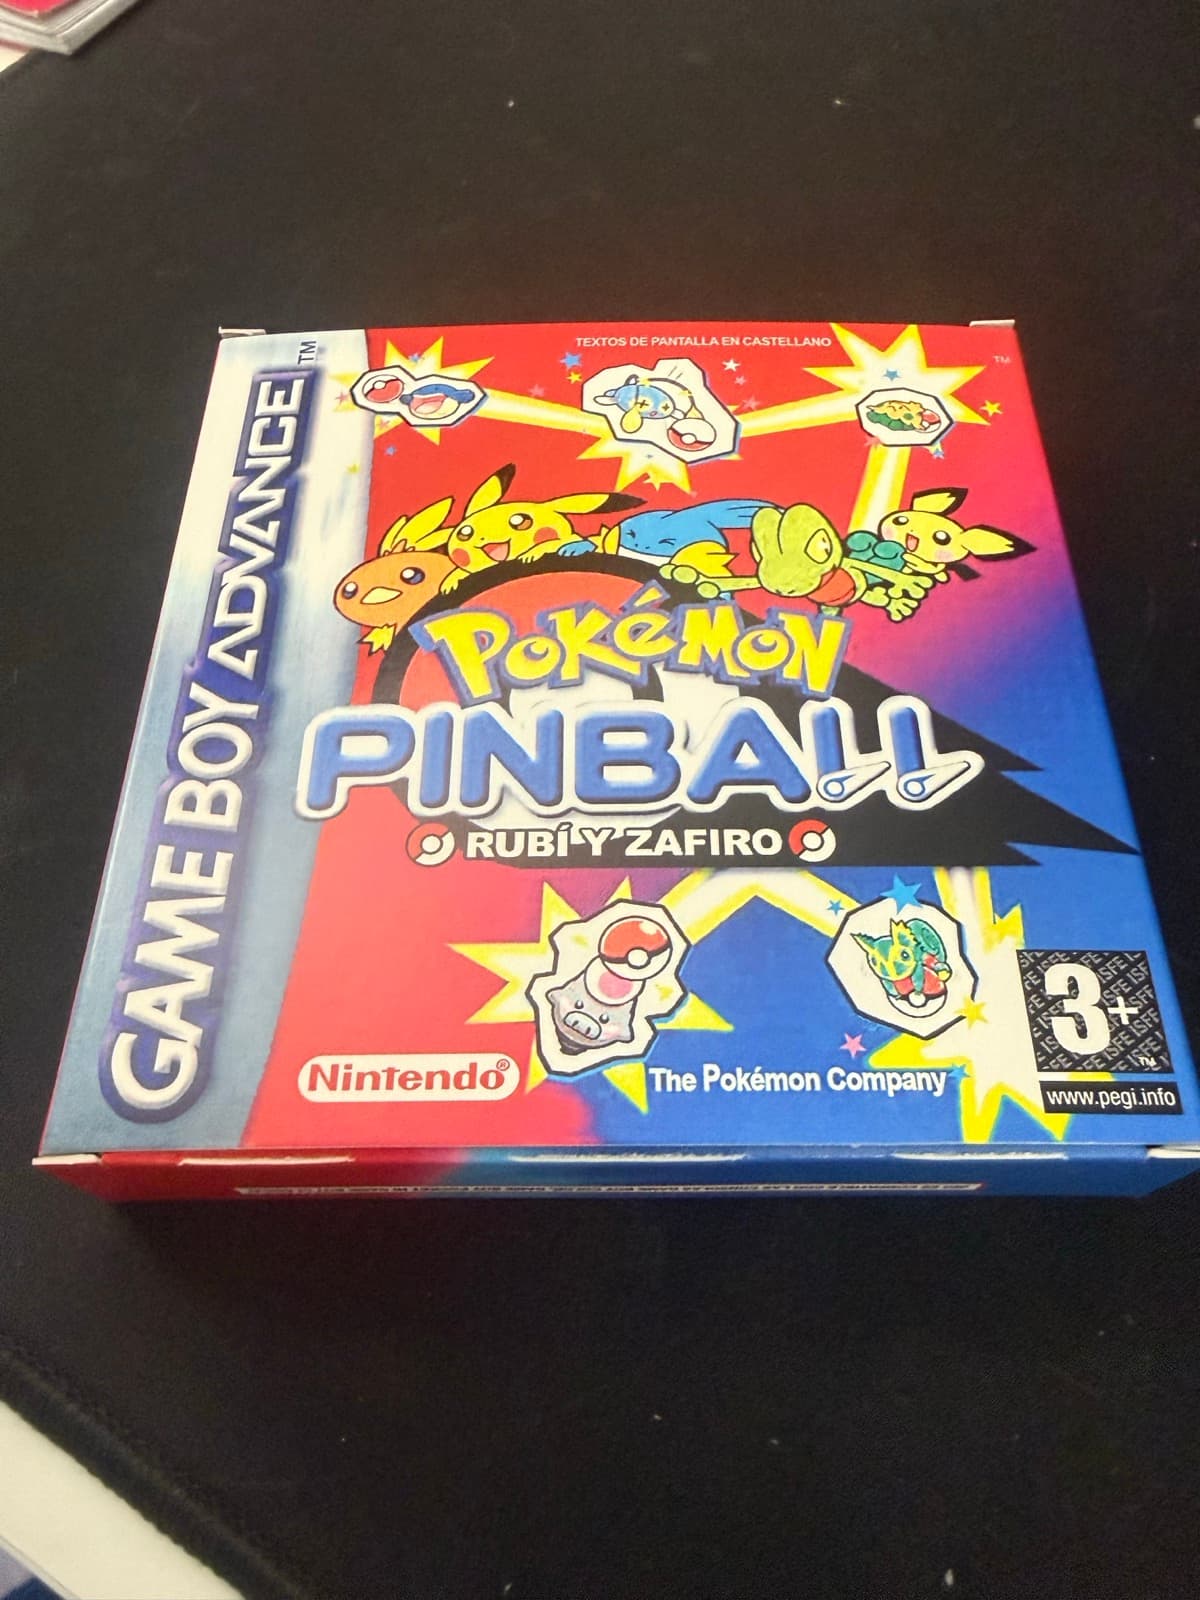 TEXTOS DE PANTALLA EN CASTELLANO
TM
GAME BOY ADVANCE TM
POKéMON
PINBALL
RUBÍ Y ZAFIRO
Nintendo®
The Pokémon Company
3+
TM
www.pegi.info